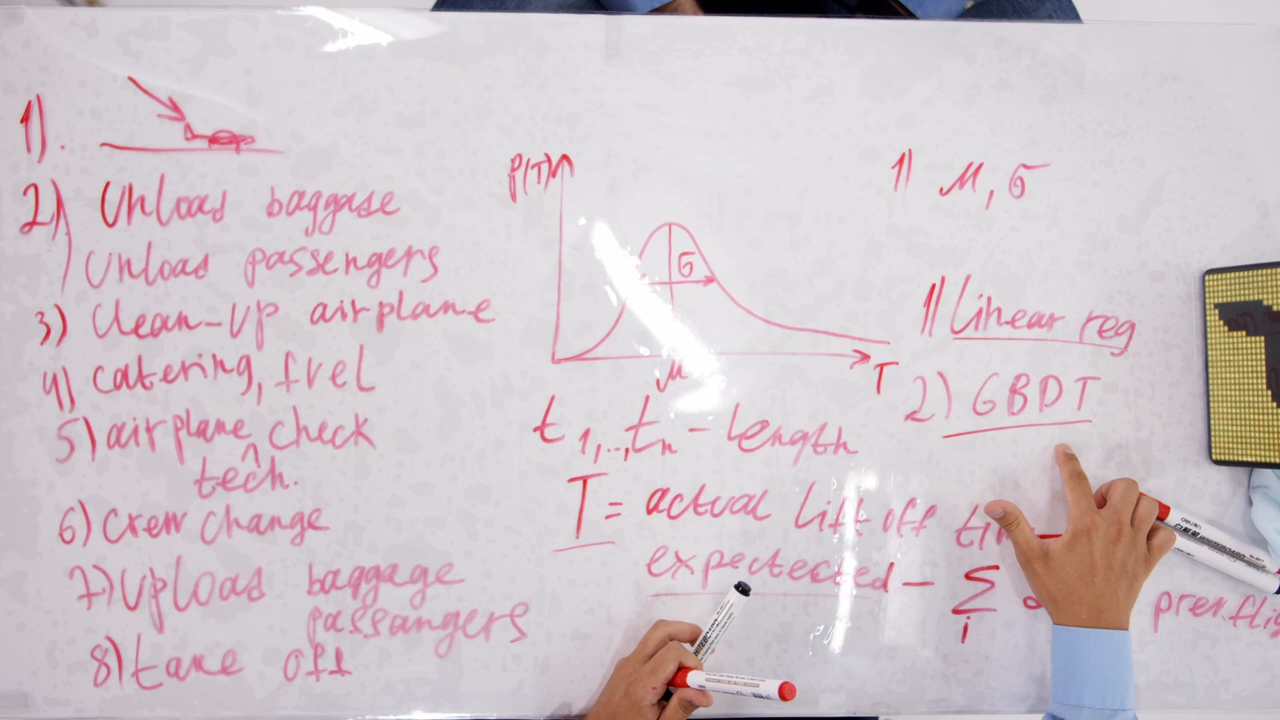 1).
2) Unload baggage
Unload passengers
3) Clean-up airplane
4) catering, fuel
5) airplane check
tech.
6) crew change
7) Upload baggage
passangers
8) take off
P(T)
σ
μ
T
t1,..,tn - length
T = actual lift off
expectected - Σ
i
1) μ, σ
1) Linear reg
2) GBDT